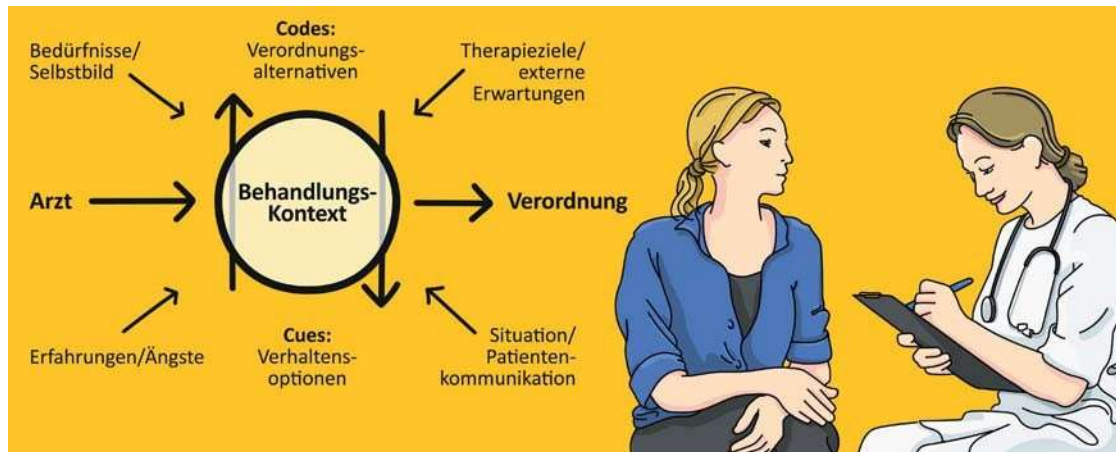 Bedürfnisse/
Selbstbild
Codes:
Verordnungs-
alternativen
Therapieziele/
externe
Erwartungen
Arzt
Behandlungs-
Kontext
Verordnung
Erfahrungen/Ängste
Cues:
Verhaltens-
optionen
Situation/
Patienten-
kommunikation